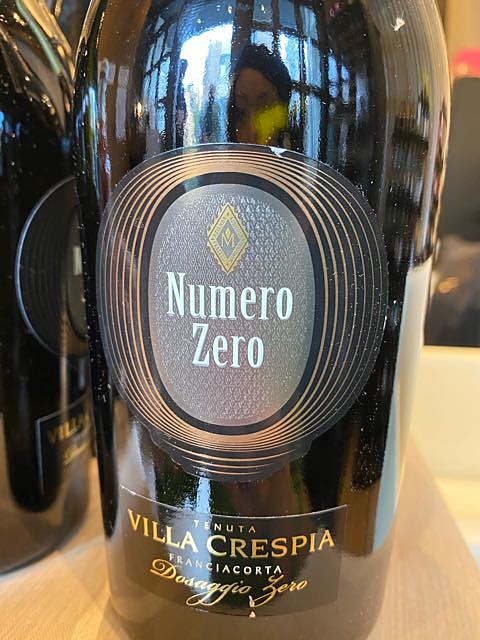 M
Numero
Zero
TENUTA
VILLA CRESPIA
FRANCIACORTA
Dosaggio Zero